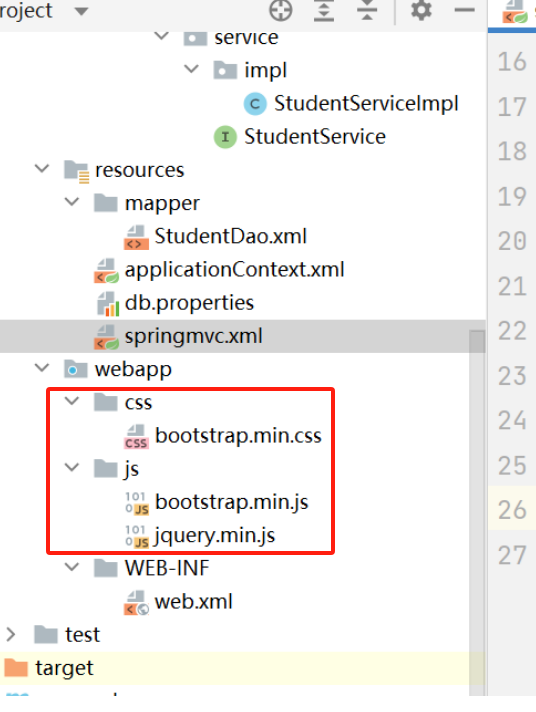 roject
service
impl
StudentServiceImpl
StudentService
resources
mapper
StudentDao.xml
applicationContext.xml
db.properties
springmvc.xml
webapp
css
bootstrap.min.css
js
bootstrap.min.js
jquery.min.js
WEB-INF
web.xml
test
target
16
17
18
19
20
21
22
23
24
25
26
27